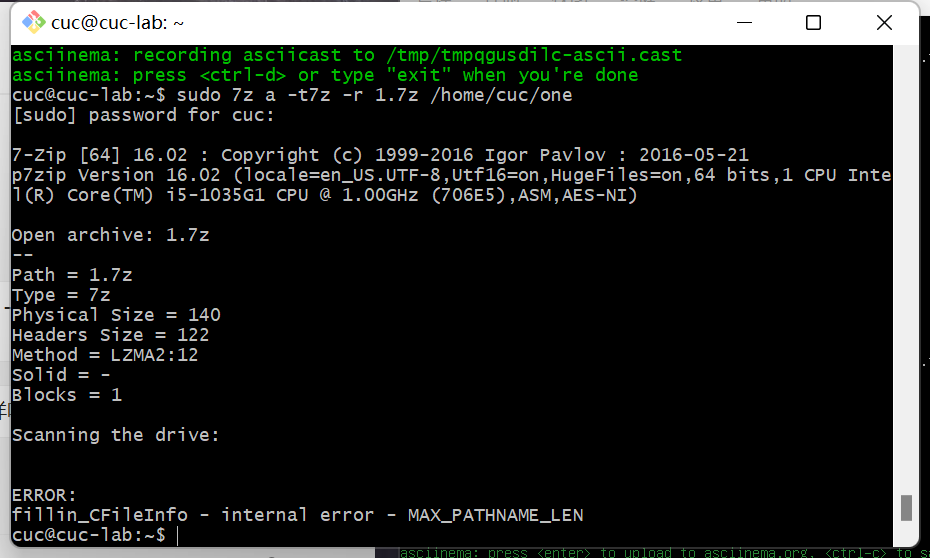 cuc@cuc-lab: ~
asciinema: recording asciicast to /tmp/tmpqgusdilc-ascii.cast
asciinema: press <ctrl-d> or type "exit" when you're done
cuc@cuc-lab:~$ sudo 7z a -t7z -r 1.7z /home/cuc/one
[sudo] password for cuc:
7-Zip [64] 16.02 : Copyright (c) 1999-2016 Igor Pavlov : 2016-05-21
p7zip Version 16.02 (locale=en_US.UTF-8,Utf16=on,HugeFiles=on,64 bits,1 CPU Inte
l(R) Core(TM) i5-1035G1 CPU @ 1.00GHz (706E5),ASM,AES-NI)
Open archive: 1.7z
--
Path = 1.7z
Type = 7z
Physical Size = 140
Headers Size = 122
Method = LZMA2:12
Solid = -
Blocks = 1
Scanning the drive:
ERROR:
fillin_CFileInfo - internal error - MAX_PATHNAME_LEN
cuc@cuc-lab:~$
asciinema: press <enter> to upload to asciinema.org, <ctrl-c> to s